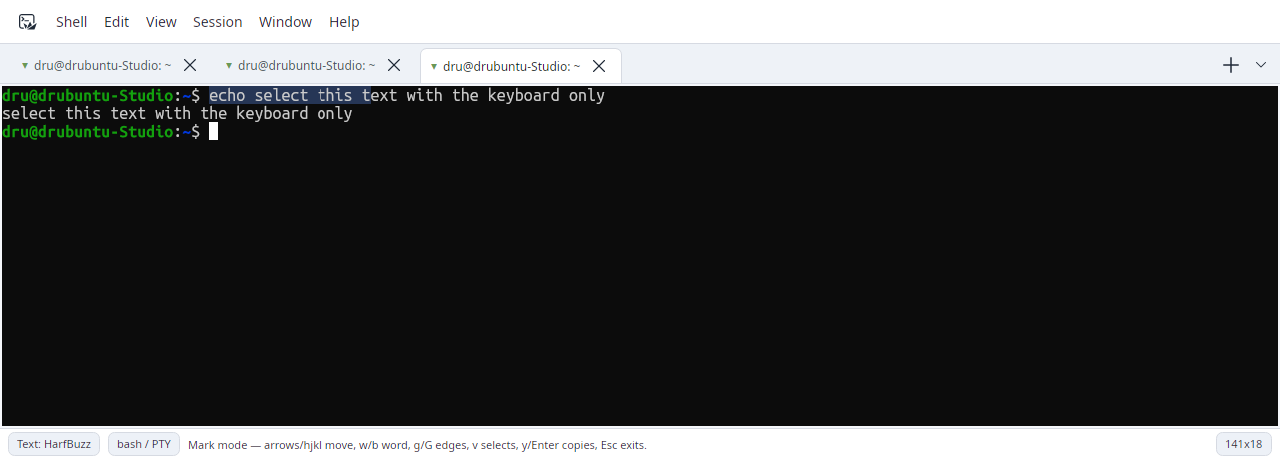 Shell Edit View Session Window Help
dru@drubuntu-Studio: ~ dru@drubuntu-Studio: ~ dru@drubuntu-Studio: ~
dru@drubuntu-Studio:~$ echo select this text with the keyboard only
select this text with the keyboard only
dru@drubuntu-Studio:~$
Text: HarfBuzz bash / PTY Mark mode — arrows/hjkl move, w/b word, g/G edges, v selects, y/Enter copies, Esc exits. 141x18